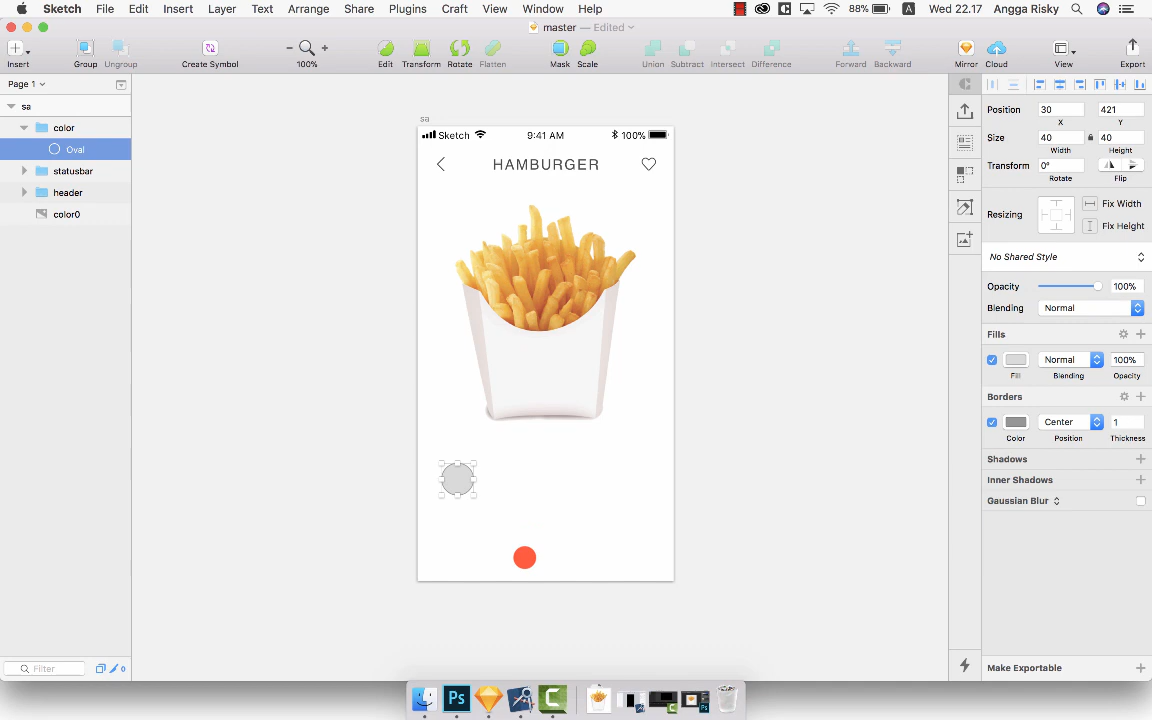 Sketch File Edit Insert Layer Text Arrange Share Plugins Craft View Window Help 88% A Wed 22.17 Angga Risky
master — Edited
Insert Group Ungroup Create Symbol 100% Edit Transform Rotate Flatten Mask Scale Union Subtract Intersect Difference Forward Backward Mirror Cloud View Export
Page 1
sa
color
Oval
statusbar
header
color0
Filter 0
sa
Sketch 9:41 AM 100%
HAMBURGER
Position 30 421
X Y
Size 40 40
Width Height
Transform 0°
Rotate Flip
Resizing Fix Width
Fix Height
No Shared Style
Opacity 100%
Blending Normal
Fills
Normal 100%
Fill Blending Opacity
Borders
Center 1
Color Position Thickness
Shadows
Inner Shadows
Gaussian Blur
Make Exportable
Ps C